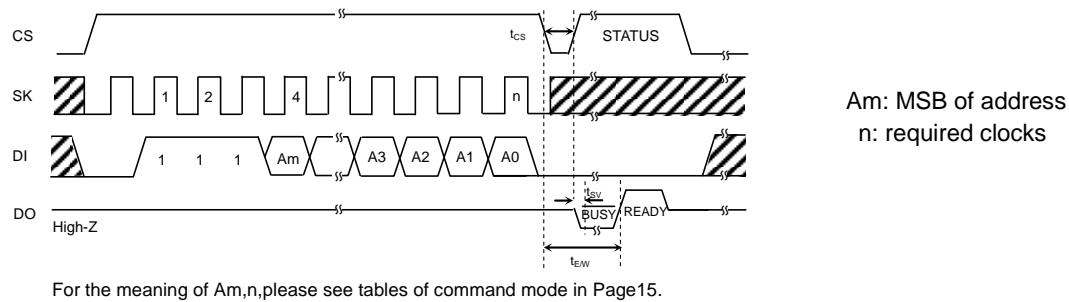 CS
tCS
STATUS
SK
1 2 4 n
Am: MSB of address
n: required clocks
DI
1 1 1 Am A3 A2 A1 A0
tSV
DO
BUSY READY
High-Z
tE/W
For the meaning of Am,n,please see tables of command mode in Page15.